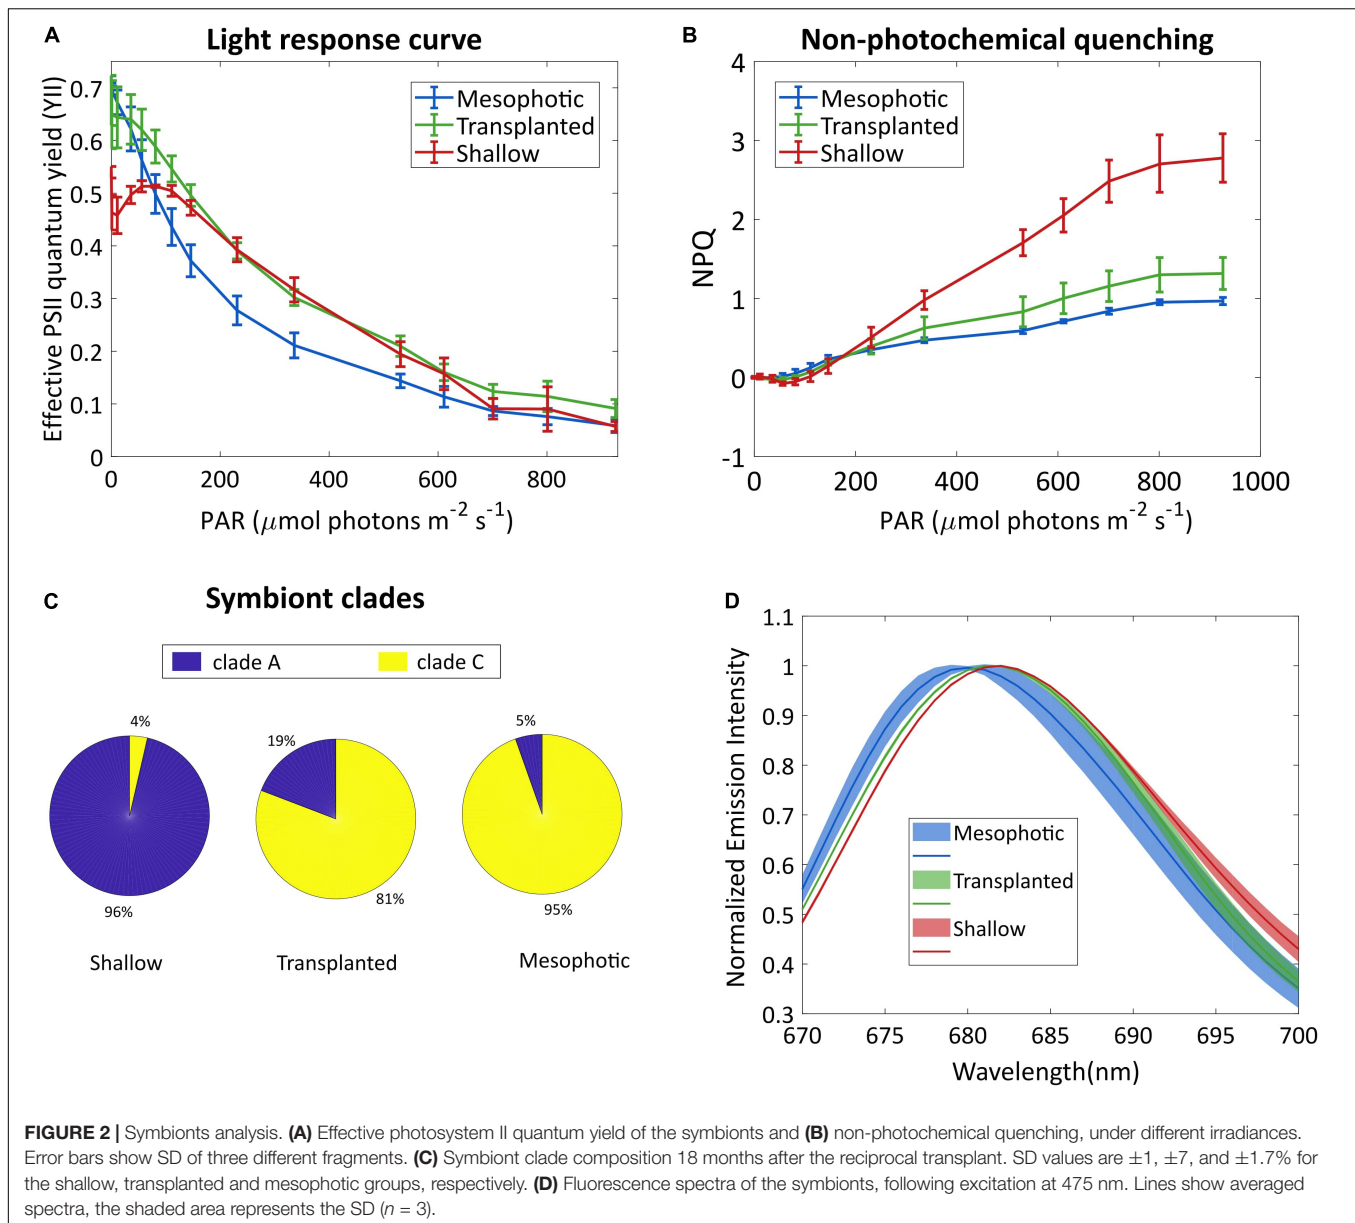 A
Light response curve
Effective PSII quantum yield (YII)
0.7
0.6
0.5
0.4
0.3
0.2
0.1
0
Mesophotic
Transplanted
Shallow
0 200 400 600 800
PAR (μmol photons m-2 s-1)
B
Non-photochemical quenching
NPQ
4
3
2
1
0
-1
Mesophotic
Transplanted
Shallow
0 200 400 600 800 1000
PAR (μmol photons m-2 s-1)
C
Symbiont clades
clade A clade C
4%
96%
Shallow
19%
81%
Transplanted
5%
95%
Mesophotic
D
Normalized Emission Intensity
1.1
1
0.9
0.8
0.7
0.6
0.5
0.4
0.3
Mesophotic
Transplanted
Shallow
670 675 680 685 690 695 700
Wavelength(nm)
FIGURE 2 | Symbionts analysis. (A) Effective photosystem II quantum yield of the symbionts and (B) non-photochemical quenching, under different irradiances.
Error bars show SD of three different fragments. (C) Symbiont clade composition 18 months after the reciprocal transplant. SD values are ±1, ±7, and ±1.7% for
the shallow, transplanted and mesophotic groups, respectively. (D) Fluorescence spectra of the symbionts, following excitation at 475 nm. Lines show averaged
spectra, the shaded area represents the SD (n = 3).